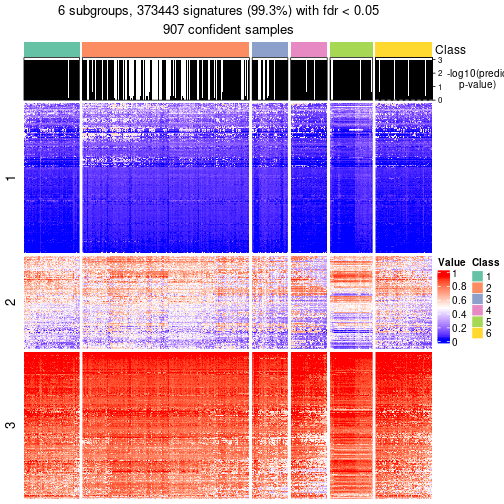 6 subgroups, 373443 signatures (99.3%) with fdr < 0.05
907 confident samples
Class
3
2
1
0
-log10(predi
p-value)
1
2
3
Value
1
0.8
0.6
0.4
0.2
0
Class
1
2
3
4
5
6